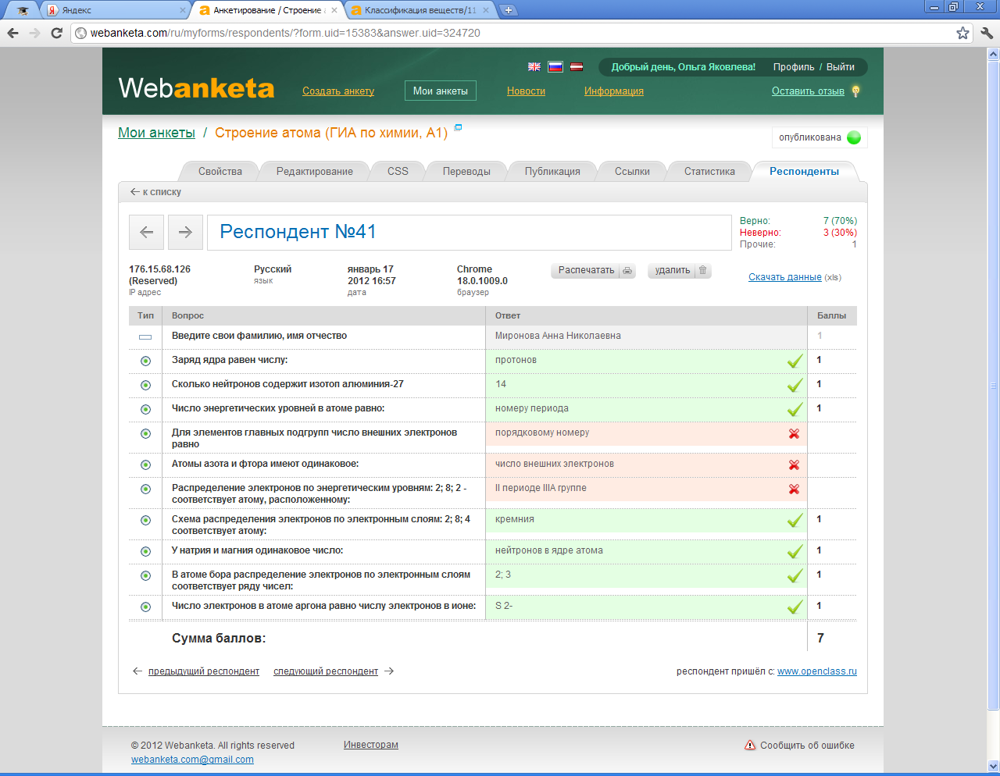 Яндекс
Анкетирование / Строение а
Классификация веществ/11
webanketa.com/ru/myforms/respondents/?form.uid=15383&answer.uid=324720
Добрый день, Ольга Яковлева! Профиль / Выйти
Webanketa
Создать анкету Мои анкеты Новости Информация Оставить отзыв
Мои анкеты / Строение атома (ГИА по химии, А1)
опубликована
Свойства Редактирование CSS Переводы Публикация Ссылки Статистика Респонденты
← к списку
Респондент №41
Верно: 7 (70%)
Неверно: 3 (30%)
Прочие: 1
176.15.68.126 (Reserved)
IP адрес
Русский
язык
январь 17 2012 16:57
дата
Chrome 18.0.1009.0
браузер
Распечатать удалить
Скачать данные (xls)
Тип Вопрос Ответ Баллы
Введите свои фамилию, имя отчество Миронова Анна Николаевна 1
Заряд ядра равен числу: протонов 1
Сколько нейтронов содержит изотоп алюминия-27 14 1
Число энергетических уровней в атоме равно: номеру периода 1
Для элементов главных подгрупп число внешних электронов равно порядковому номеру
Атомы азота и фтора имеют одинаковое: число внешних электронов
Распределение электронов по энергетическим уровням: 2; 8; 2 - соответствует атому, расположенному: II периоде IIIA группе
Схема распределения электронов по электронным слоям: 2; 8; 4 соответствует атому: кремния 1
У натрия и магния одинаковое число: нейтронов в ядре атома 1
В атоме бора распределение электронов по электронным слоям соответствует ряду чисел: 2; 3 1
Число электронов в атоме аргона равно числу электронов в ионе: S 2- 1
Сумма баллов: 7
← предыдущий респондент следующий респондент →
респондент пришёл с: www.openclass.ru
© 2012 Webanketa. All rights reserved
webanketa.com@gmail.com
Инвесторам
Сообщить об ошибке